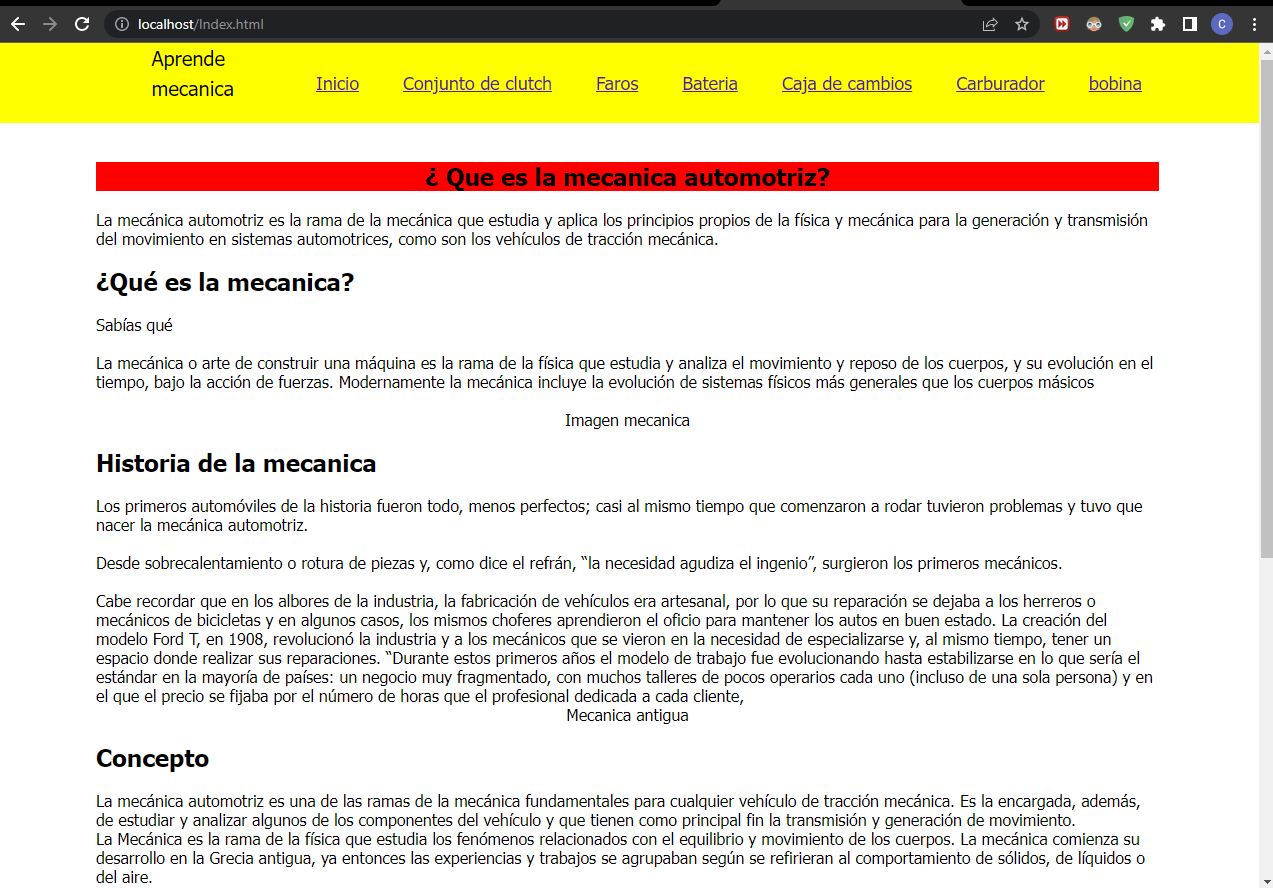 localhost/Index.html
C
Aprende
mecanica
Inicio Conjunto de clutch Faros Bateria Caja de cambios Carburador bobina
¿ Que es la mecanica automotriz?
La mecánica automotriz es la rama de la mecánica que estudia y aplica los principios propios de la física y mecánica para la generación y transmisión
del movimiento en sistemas automotrices, como son los vehículos de tracción mecánica.
¿Qué es la mecanica?
Sabías qué
La mecánica o arte de construir una máquina es la rama de la física que estudia y analiza el movimiento y reposo de los cuerpos, y su evolución en el
tiempo, bajo la acción de fuerzas. Modernamente la mecánica incluye la evolución de sistemas físicos más generales que los cuerpos másicos
Imagen mecanica
Historia de la mecanica
Los primeros automóviles de la historia fueron todo, menos perfectos; casi al mismo tiempo que comenzaron a rodar tuvieron problemas y tuvo que
nacer la mecánica automotriz.
Desde sobrecalentamiento o rotura de piezas y, como dice el refrán, “la necesidad agudiza el ingenio”, surgieron los primeros mecánicos.
Cabe recordar que en los albores de la industria, la fabricación de vehículos era artesanal, por lo que su reparación se dejaba a los herreros o
mecánicos de bicicletas y en algunos casos, los mismos choferes aprendieron el oficio para mantener los autos en buen estado. La creación del
modelo Ford T, en 1908, revolucionó la industria y a los mecánicos que se vieron en la necesidad de especializarse y, al mismo tiempo, tener un
espacio donde realizar sus reparaciones. “Durante estos primeros años el modelo de trabajo fue evolucionando hasta estabilizarse en lo que sería el
estándar en la mayoría de países: un negocio muy fragmentado, con muchos talleres de pocos operarios cada uno (incluso de una sola persona) y en
el que el precio se fijaba por el número de horas que el profesional dedicada a cada cliente,
Mecanica antigua
Concepto
La mecánica automotriz es una de las ramas de la mecánica fundamentales para cualquier vehículo de tracción mecánica. Es la encargada, además,
de estudiar y analizar algunos de los componentes del vehículo y que tienen como principal fin la transmisión y generación de movimiento.
La Mecánica es la rama de la física que estudia los fenómenos relacionados con el equilibrio y movimiento de los cuerpos. La mecánica comienza su
desarrollo en la Grecia antigua, ya entonces las experiencias y trabajos se agrupaban según se refirieran al comportamiento de sólidos, de líquidos o
del aire.